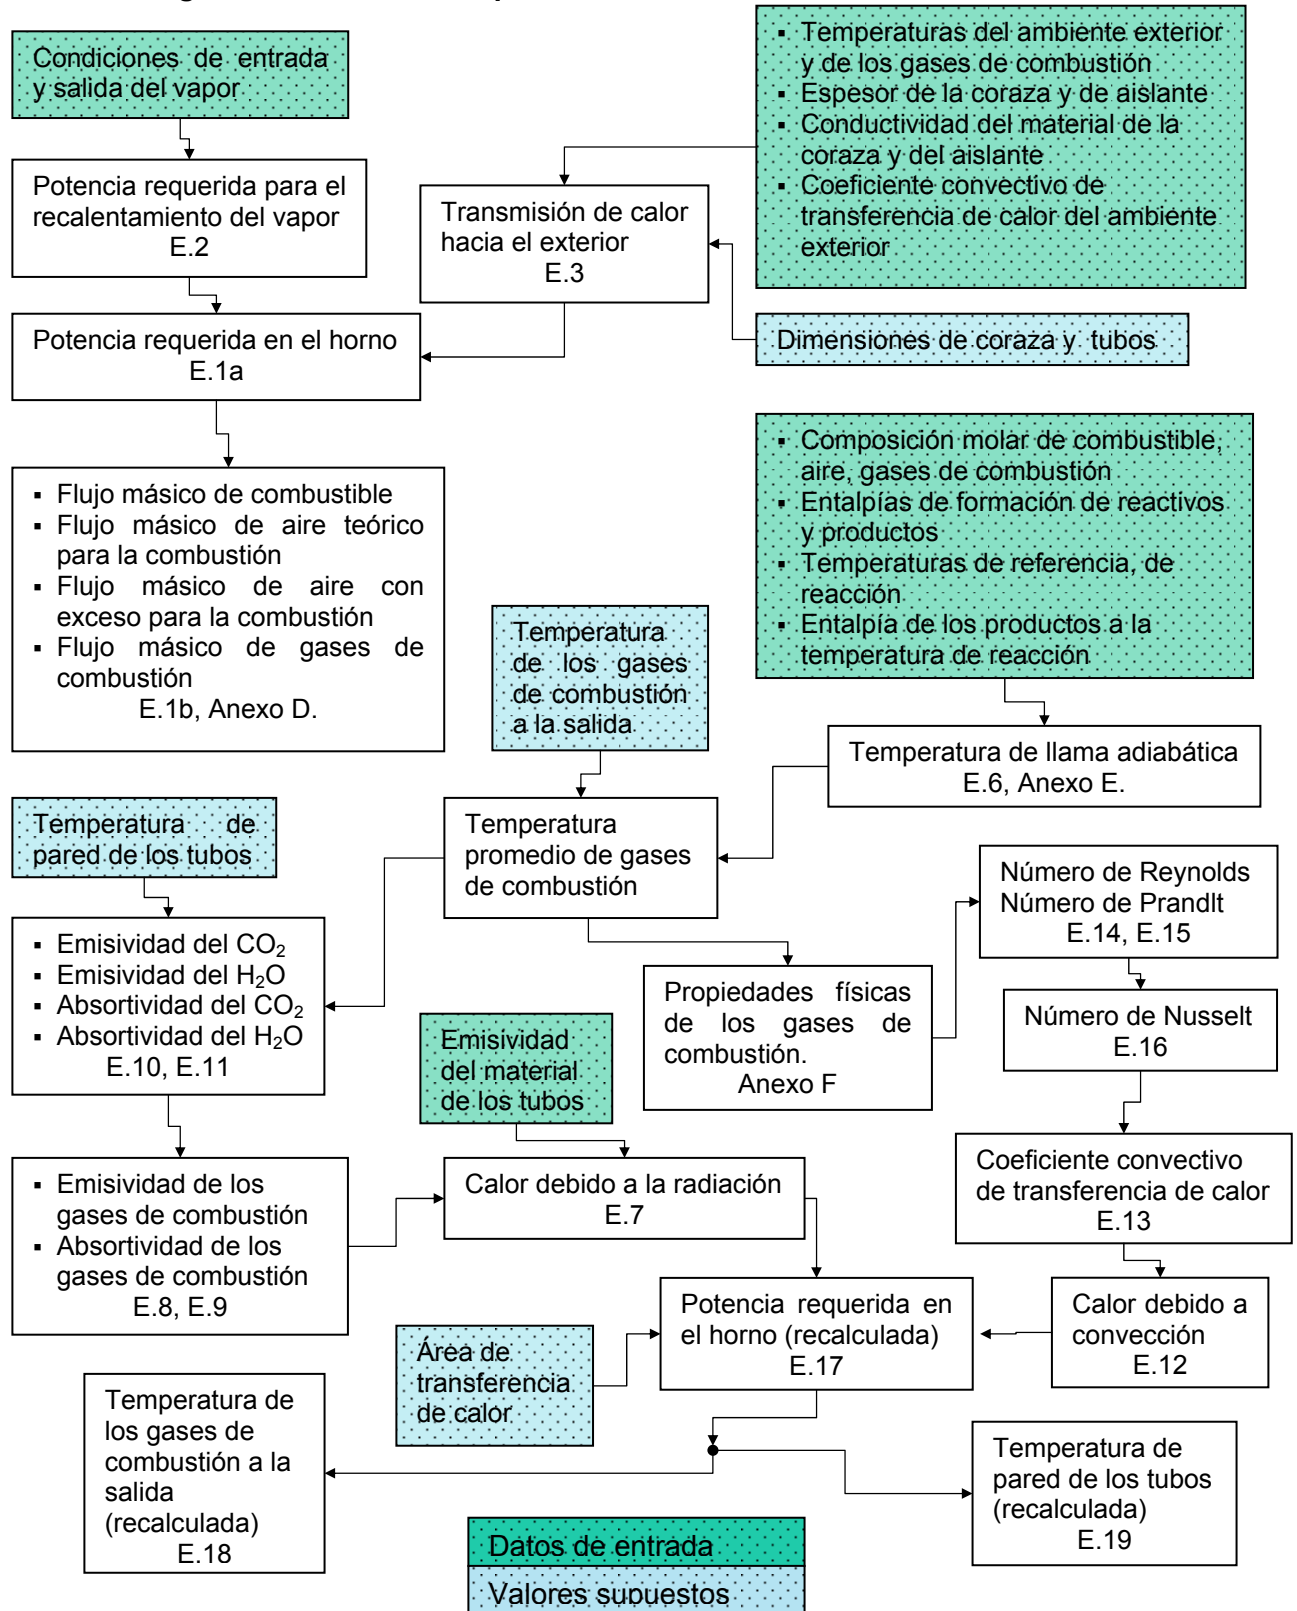 Condiciones de entrada
y salida del vapor
▪ Temperaturas del ambiente exterior
y de los gases de combustión
▪ Espesor de la coraza y de aislante
▪ Conductividad del material de la
coraza y del aislante
▪ Coeficiente convectivo de
transferencia de calor del ambiente
exterior
Potencia requerida para el
recalentamiento del vapor
E.2
Transmisión de calor
hacia el exterior
E.3
Potencia requerida en el horno
E.1a
Dimensiones de coraza y tubos
▪ Flujo másico de combustible
▪ Flujo másico de aire teórico
para la combustión
▪ Flujo másico de aire con
exceso para la combustión
▪ Flujo másico de gases de
combustión
E.1b, Anexo D.
▪ Composición molar de combustible,
aire, gases de combustión
▪ Entalpías de formación de reactivos
y productos
▪ Temperaturas de referencia, de
reacción
▪ Entalpía de los productos a la
temperatura de reacción
Temperatura
de los gases
de combustión
a la salida
Temperatura de llama adiabática
E.6, Anexo E.
Temperatura de
pared de los tubos
Temperatura
promedio de gases
de combustión
Número de Reynolds
Número de Prandlt
E.14, E.15
▪ Emisividad del CO₂
▪ Emisividad del H₂O
▪ Absortividad del CO₂
▪ Absortividad del H₂O
E.10, E.11
Propiedades físicas
de los gases de
combustión.
Anexo F
Número de Nusselt
E.16
Emisividad
del material
de los tubos
▪ Emisividad de los
gases de combustión
▪ Absortividad de los
gases de combustión
E.8, E.9
Calor debido a la radiación
E.7
Coeficiente convectivo
de transferencia de calor
E.13
Potencia requerida en
el horno (recalculada)
E.17
Calor debido a
convección
E.12
Área de
transferencia
de calor
Temperatura de
los gases de
combustión a la
salida
(recalculada)
E.18
Temperatura de
pared de los tubos
(recalculada)
E.19
Datos de entrada
Valores supuestos